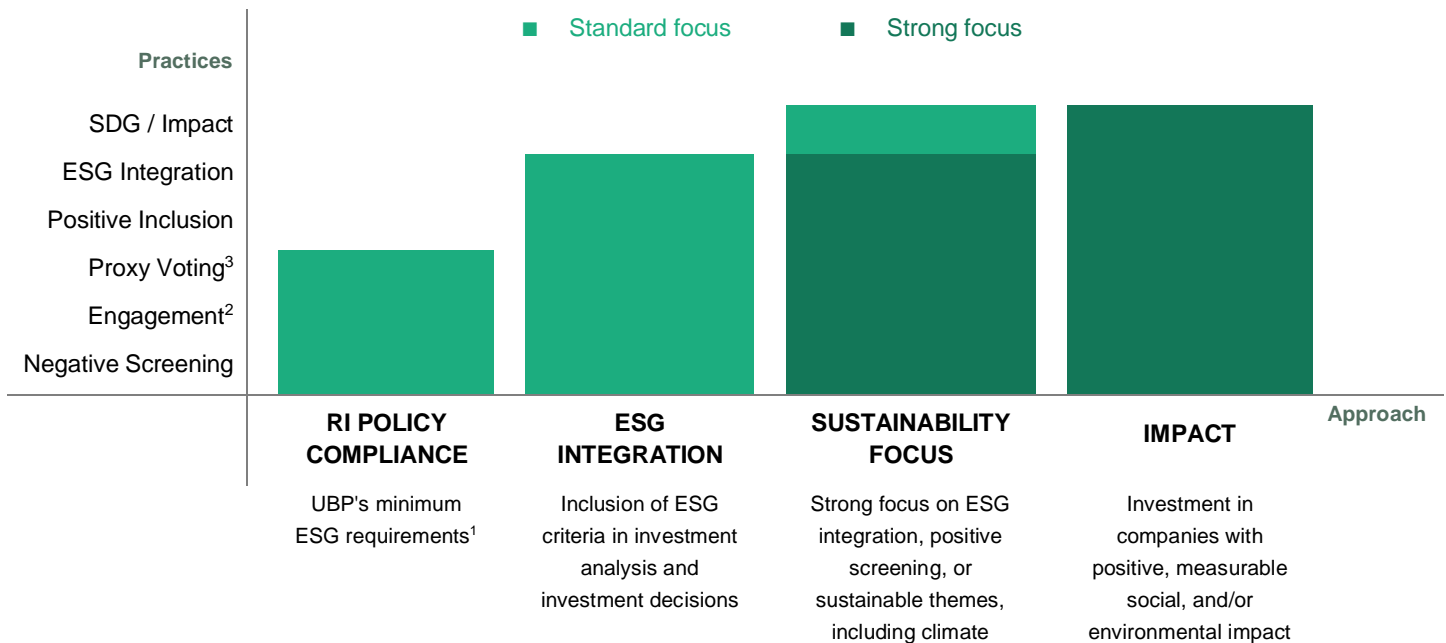 ■ Standard focus ■ Strong focus
Practices
SDG / Impact
ESG Integration
Positive Inclusion
Proxy Voting³
Engagement²
Negative Screening
Approach
RI POLICY
COMPLIANCE
UBP's minimum
ESG requirements¹
ESG
INTEGRATION
Inclusion of ESG
criteria in investment
analysis and
investment decisions
SUSTAINABILITY
FOCUS
Strong focus on ESG
integration, positive
screening, or
sustainable themes,
including climate
IMPACT
Investment in
companies with
positive, measurable
social, and/or
environmental impact